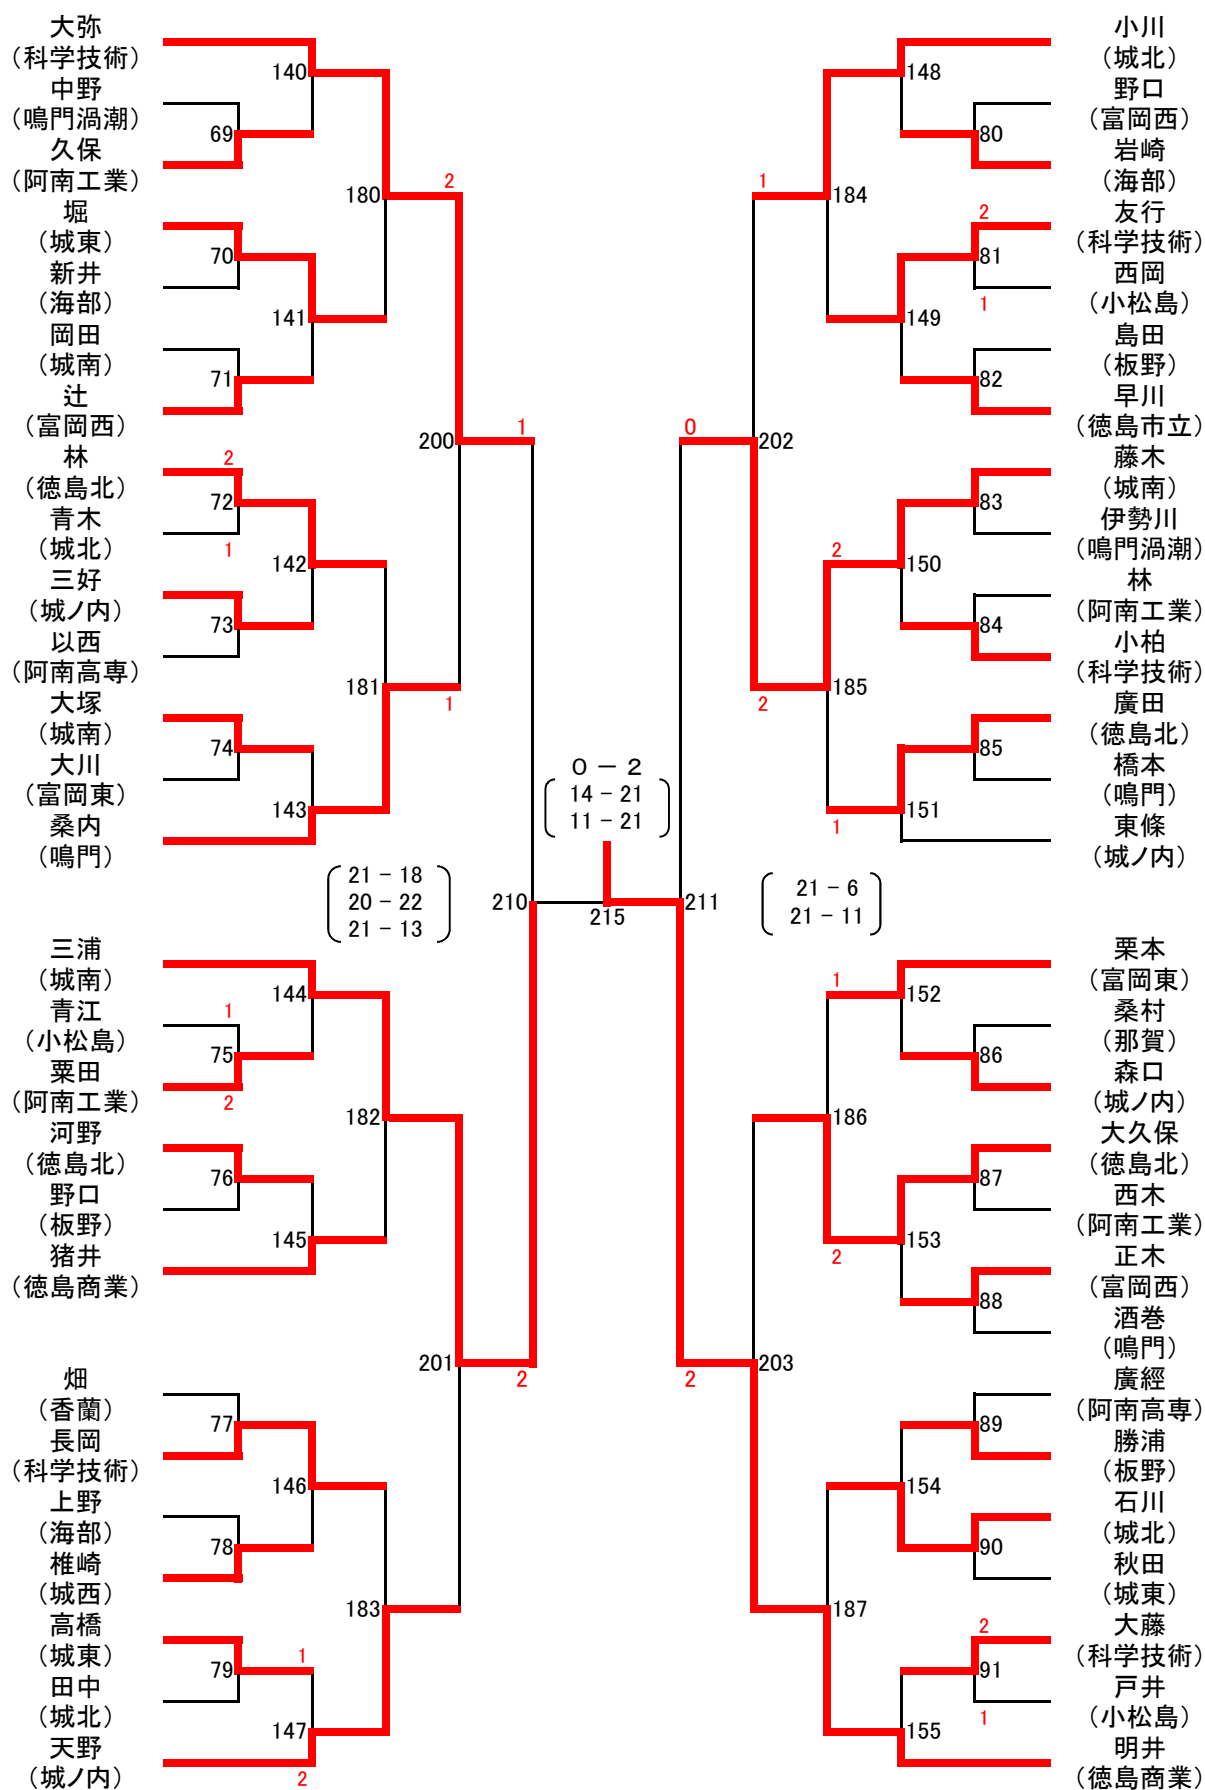 大弥
(科学技術)
中野
(鳴門渦潮)
久保
(阿南工業)
堀
(城東)
新井
(海部)
岡田
(城南)
辻
(富岡西)
林
(徳島北)
青木
(城北)
三好
(城ノ内)
以西
(阿南高専)
大塚
(城南)
大川
(富岡東)
桑内
(鳴門)
三浦
(城南)
青江
(小松島)
粟田
(阿南工業)
河野
(徳島北)
野口
(板野)
猪井
(徳島商業)
畑
(香蘭)
長岡
(科学技術)
上野
(海部)
椎崎
(城西)
高橋
(城東)
田中
(城北)
天野
(城ノ内)
140
69
70
141
71
2
72
1
142
73
74
143
144
1
75
2
76
145
77
146
78
79
1
147
2
180
181
182
183
2
200
1
201
1
210
2
21 - 18
20 - 22
21 - 13
0 - 2
14 - 21
11 - 21
215
21 - 6
21 - 11
0
211
2
1
202
2
203
184
2
185
1
1
186
2
187
148
80
2
81
1
149
82
83
150
84
85
151
152
86
87
153
88
89
154
90
2
91
1
155
小川
(城北)
野口
(富岡西)
岩崎
(海部)
友行
(科学技術)
西岡
(小松島)
島田
(板野)
早川
(徳島市立)
藤木
(城南)
伊勢川
(鳴門渦潮)
林
(阿南工業)
小柏
(科学技術)
廣田
(徳島北)
橋本
(鳴門)
東條
(城ノ内)
栗本
(富岡東)
桑村
(那賀)
森口
(城ノ内)
大久保
(徳島北)
西木
(阿南工業)
正木
(富岡西)
酒巻
(鳴門)
廣經
(阿南高専)
勝浦
(板野)
石川
(城北)
秋田
(城東)
大藤
(科学技術)
戸井
(小松島)
明井
(徳島商業)